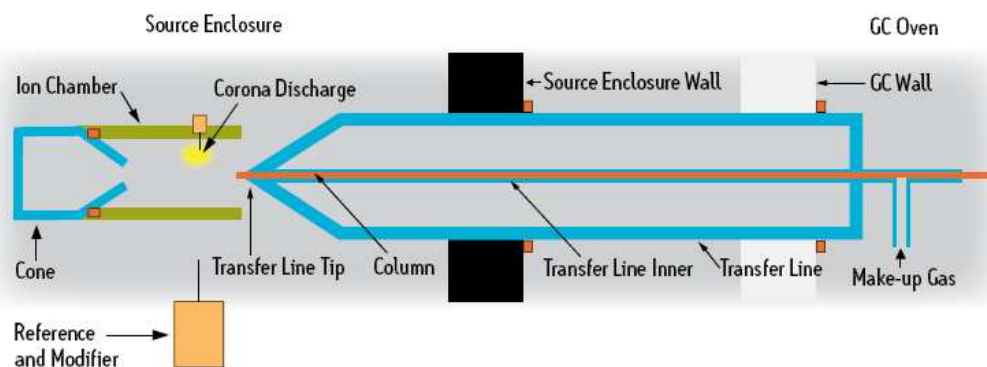 Source Enclosure
GC Oven
Ion Chamber
Corona Discharge
Source Enclosure Wall
GC Wall
Cone
Transfer Line Tip
Column
Transfer Line Inner
Transfer Line
Make-up Gas
Reference
and Modifier